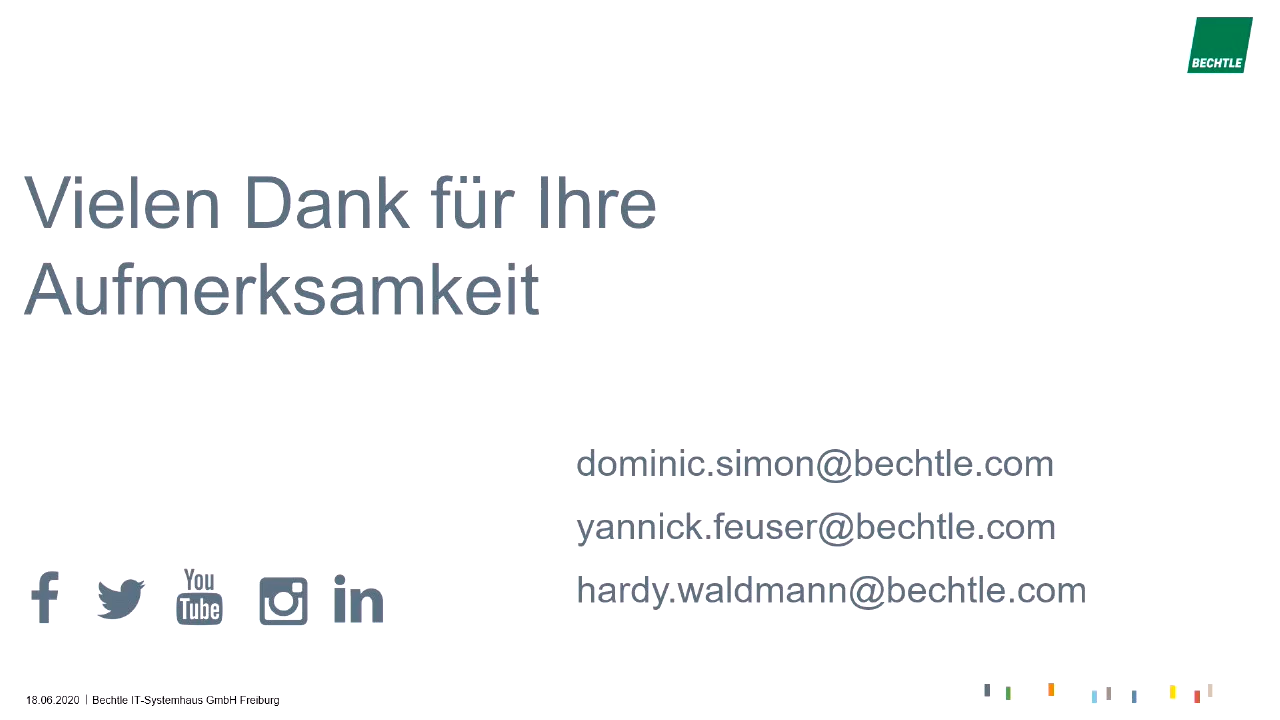 BECHTLE
Vielen Dank für Ihre
Aufmerksamkeit
dominic.simon@bechtle.com
yannick.feuser@bechtle.com
hardy.waldmann@bechtle.com
f
You
Tube
in
18.06.2020 | Bechtle IT-Systemhaus GmbH Freiburg